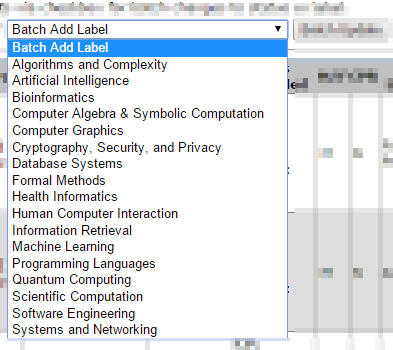 Batch Add Label
Batch Add Label
Algorithms and Complexity
Artificial Intelligence
Bioinformatics
Computer Algebra & Symbolic Computation
Computer Graphics
Cryptography, Security, and Privacy
Database Systems
Formal Methods
Health Informatics
Human Computer Interaction
Information Retrieval
Machine Learning
Programming Languages
Quantum Computing
Scientific Computation
Software Engineering
Systems and Networking